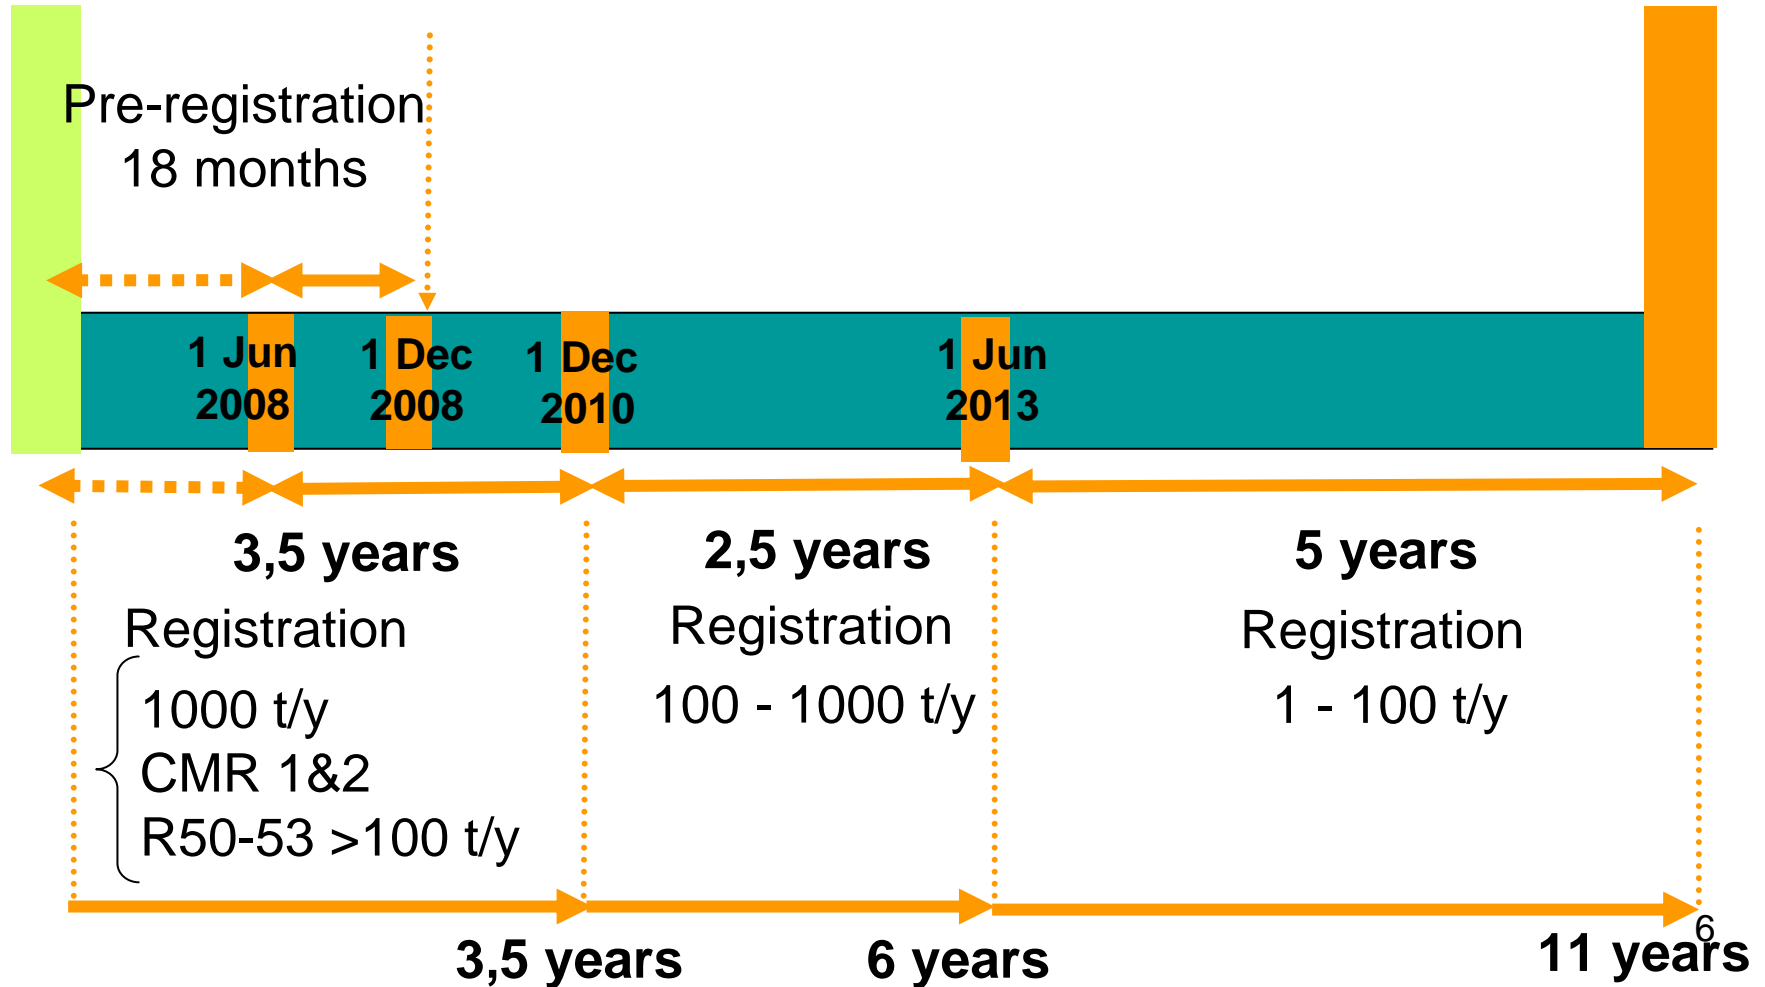 Pre-registration
18 months
1 Jun
2008
1 Dec
2008
1 Dec
2010
1 Jun
2013
3,5 years
Registration
1000 t/y
CMR 1&2
R50-53 >100 t/y
2,5 years
Registration
100 - 1000 t/y
5 years
Registration
1 - 100 t/y
3,5 years
6 years
11 years
6